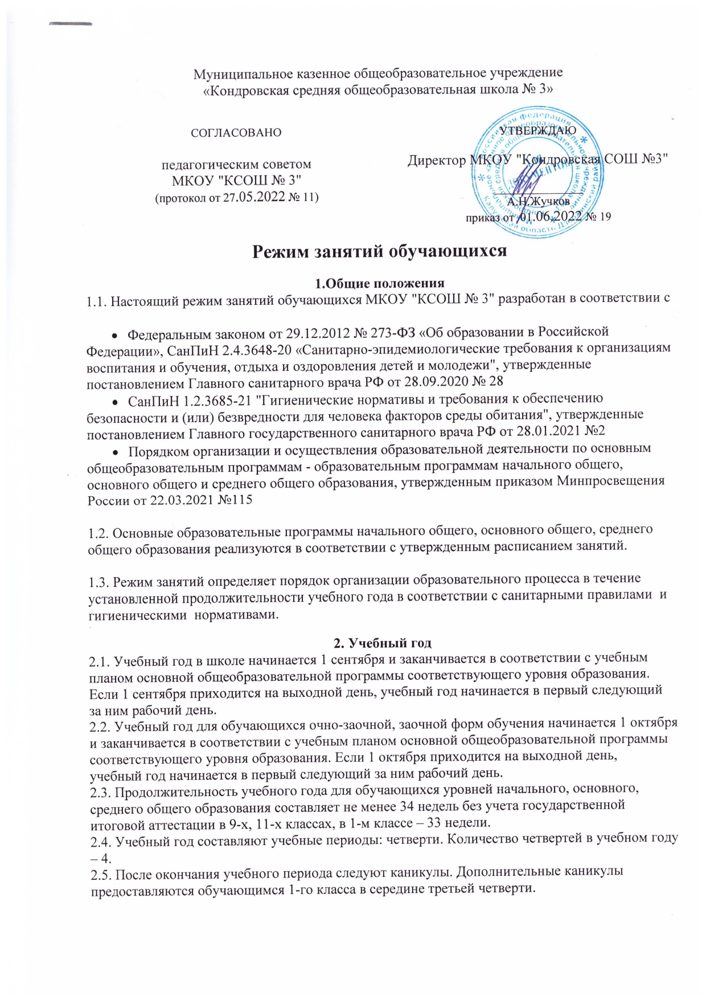 Муниципальное казенное общеобразовательное учреждение
«Кондровская средняя общеобразовательная школа № 3»
СОГЛАСОВАНО
педагогическим советом
МКОУ "КСОШ № 3"
(протокол от 27.05.2022 № 11)
УТВЕРЖДАЮ
Директор МКОУ "Кондровская СОШ №3"
А.Н.Жучков
приказ от 01.06.2022 № 19
Режим занятий обучающихся
1.Общие положения
1.1. Настоящий режим занятий обучающихся МКОУ "КСОШ № 3" разработан в соответствии с
• Федеральным законом от 29.12.2012 № 273-ФЗ «Об образовании в Российской
Федерации», СанПиН 2.4.3648-20 «Санитарно-эпидемиологические требования к организациям
воспитания и обучения, отдыха и оздоровления детей и молодежи", утвержденные
постановлением Главного санитарного врача РФ от 28.09.2020 № 28
• СанПиН 1.2.3685-21 "Гигиенические нормативы и требования к обеспечению
безопасности и (или) безвредности для человека факторов среды обитания", утвержденные
постановлением Главного государственного санитарного врача РФ от 28.01.2021 №2
• Порядком организации и осуществления образовательной деятельности по основным
общеобразовательным программам - образовательным программам начального общего,
основного общего и среднего общего образования, утвержденным приказом Минпросвещения
России от 22.03.2021 №115
1.2. Основные образовательные программы начального общего, основного общего, среднего
общего образования реализуются в соответствии с утвержденным расписанием занятий.
1.3. Режим занятий определяет порядок организации образовательного процесса в течение
установленной продолжительности учебного года в соответствии с санитарными правилами и
гигиеническими нормативами.
2. Учебный год
2.1. Учебный год в школе начинается 1 сентября и заканчивается в соответствии с учебным
планом основной общеобразовательной программы соответствующего уровня образования.
Если 1 сентября приходится на выходной день, учебный год начинается в первый следующий
за ним рабочий день.
2.2. Учебный год для обучающихся очно-заочной, заочной форм обучения начинается 1 октября
и заканчивается в соответствии с учебным планом основной общеобразовательной программы
соответствующего уровня образования. Если 1 октября приходится на выходной день,
учебный год начинается в первый следующий за ним рабочий день.
2.3. Продолжительность учебного года для обучающихся уровней начального, основного,
среднего общего образования составляет не менее 34 недель без учета государственной
итоговой аттестации в 9-х, 11-х классах, в 1-м классе – 33 недели.
2.4. Учебный год составляют учебные периоды: четверти. Количество четвертей в учебном году
– 4.
2.5. После окончания учебного периода следуют каникулы. Дополнительные каникулы
предоставляются обучающимся 1-го класса в середине третьей четверти.